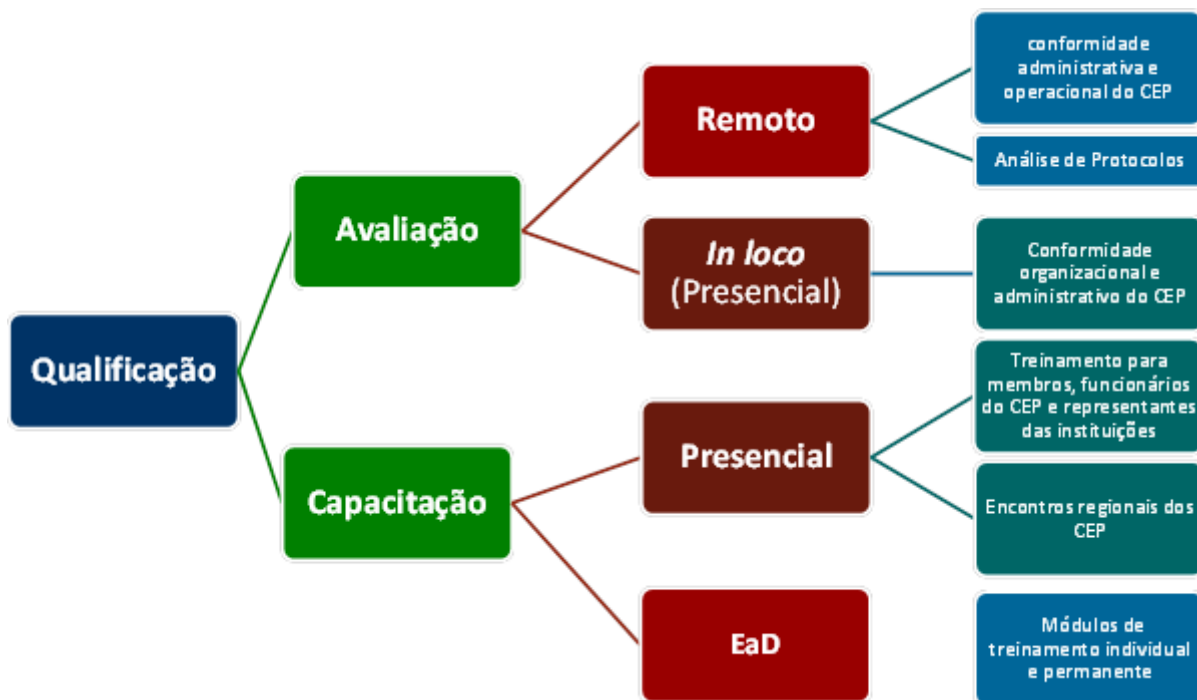 Qualificação
Avaliação
Capacitação
Remoto
In loco
(Presencial)
Presencial
EaD
conformidade
administrativa e
operacional do CEP
Análise de Protocolos
Conformidade
organizacional e
administrativo do CEP
Treinamento para
membros, funcionários
do CEP e representantes
das instituições
Encontros regionais dos
CEP
Módulos de
treinamento individual
e permanente